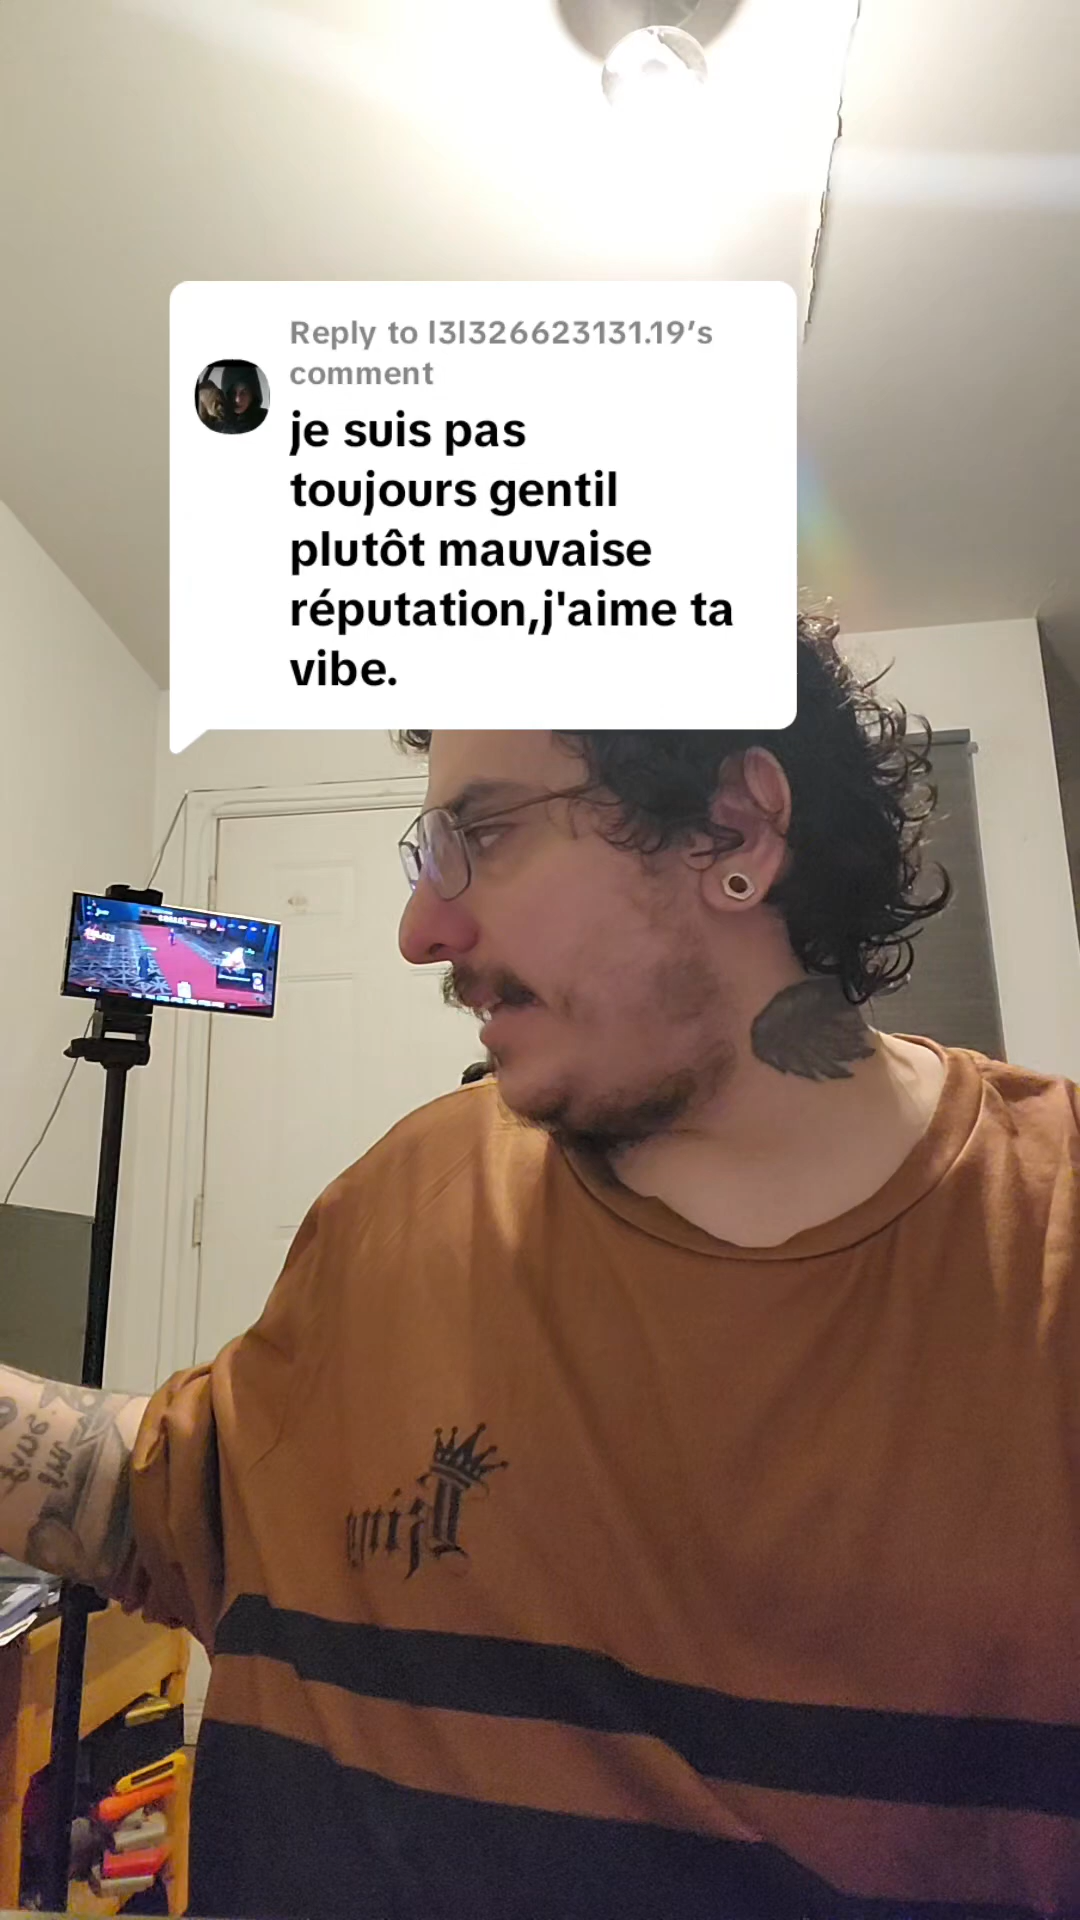 Reply to l3l326623131.19's
comment
je suis pas
toujours gentil
plutôt mauvaise
réputation,j'aime ta
vibe.